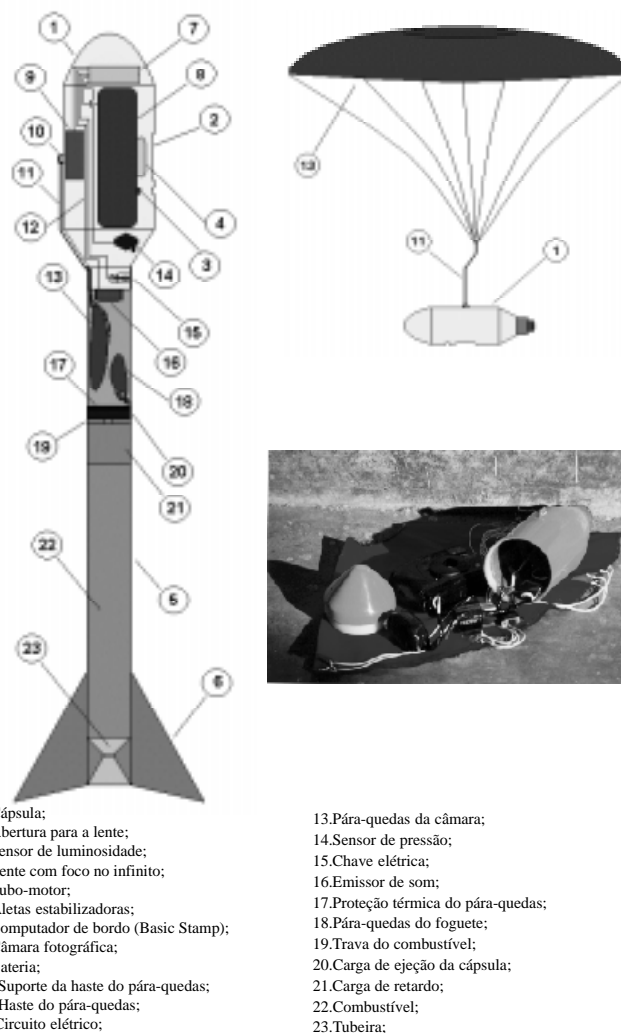 1
7
9
8
10
2
11
12
4
3
14
13
15
16
17
18
19
20
21
22
5
23
6
11
1
ápsula;
bertura para a lente;
ensor de luminosidade;
ente com foco no infinito;
ubo-motor;
letas estabilizadoras;
omputador de bordo (Basic Stamp);
âmara fotográfica;
ateria;
Suporte da haste do pára-quedas;
Haste do pára-quedas;
Circuito elétrico;
13.Pára-quedas da câmara;
14.Sensor de pressão;
15.Chave elétrica;
16.Emissor de som;
17.Proteção térmica do pára-quedas;
18.Pára-quedas do foguete;
19.Trava do combustível;
20.Carga de ejeção da cápsula;
21.Carga de retardo;
22.Combustível;
23.Tubeira;